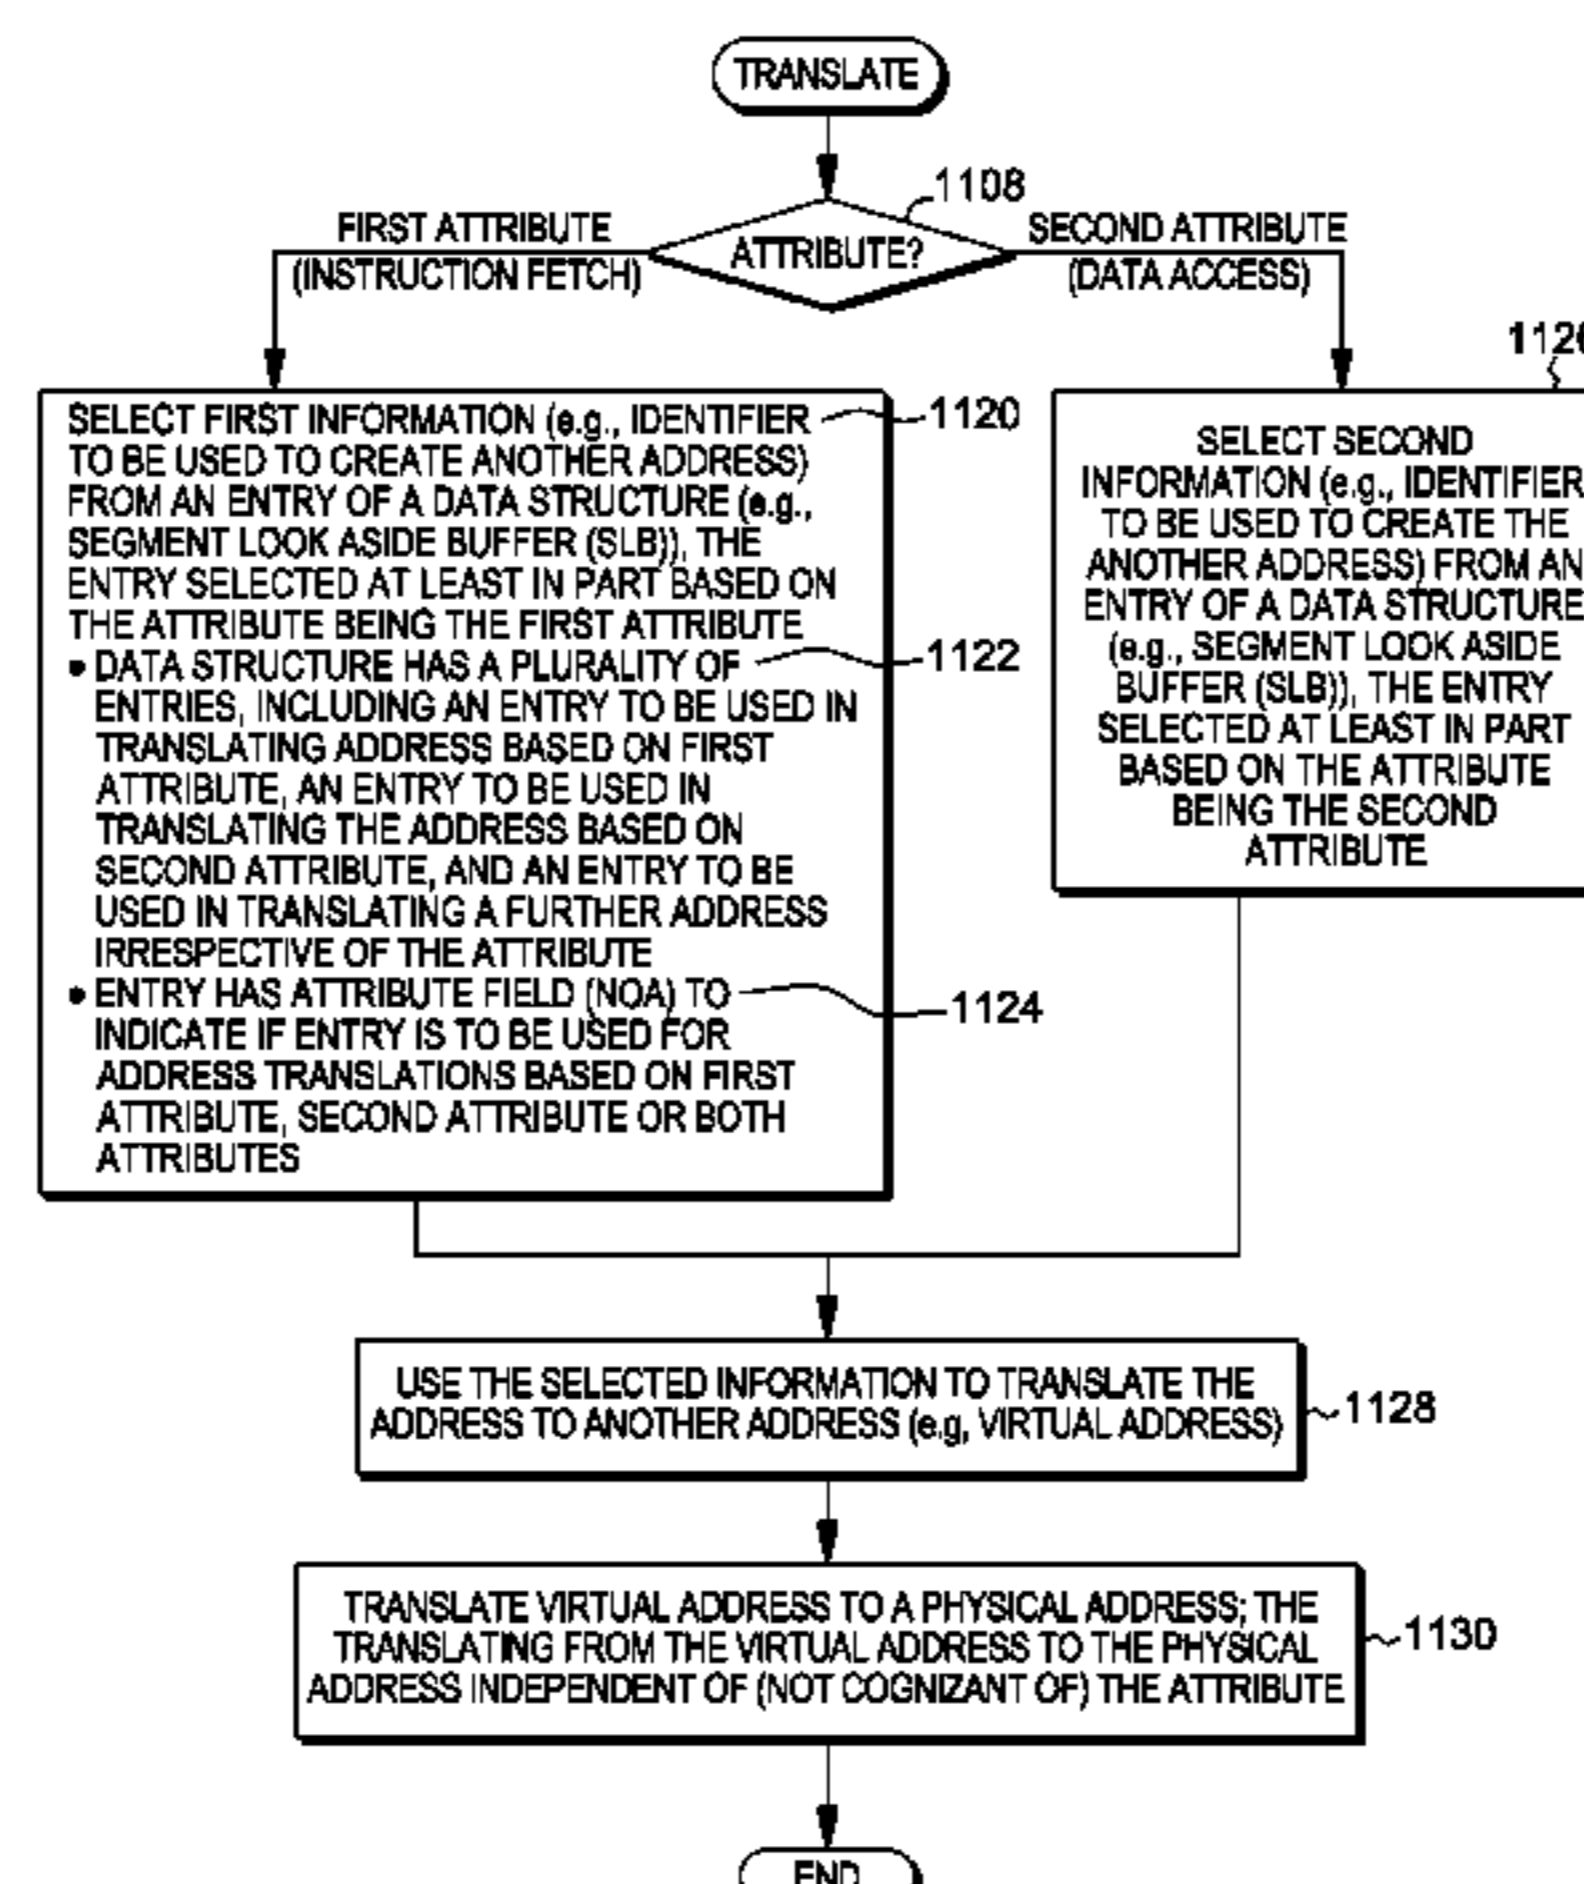 TRANSLATE
1108
FIRST ATTRIBUTE
(INSTRUCTION FETCH)
ATTRIBUTE?
SECOND ATTRIBUTE
(DATA ACCESS)
SELECT FIRST INFORMATION (e.g., IDENTIFIER
TO BE USED TO CREATE ANOTHER ADDRESS)
FROM AN ENTRY OF A DATA STRUCTURE (e.g.,
SEGMENT LOOK ASIDE BUFFER (SLB)), THE
ENTRY SELECTED AT LEAST IN PART BASED ON
THE ATTRIBUTE BEING THE FIRST ATTRIBUTE
1120
• DATA STRUCTURE HAS A PLURALITY OF
ENTRIES, INCLUDING AN ENTRY TO BE USED IN
TRANSLATING ADDRESS BASED ON FIRST
ATTRIBUTE, AN ENTRY TO BE USED IN
TRANSLATING THE ADDRESS BASED ON
SECOND ATTRIBUTE, AND AN ENTRY TO BE
USED IN TRANSLATING A FURTHER ADDRESS
IRRESPECTIVE OF THE ATTRIBUTE
1122
• ENTRY HAS ATTRIBUTE FIELD (NOA) TO
INDICATE IF ENTRY IS TO BE USED FOR
ADDRESS TRANSLATIONS BASED ON FIRST
ATTRIBUTE, SECOND ATTRIBUTE OR BOTH
ATTRIBUTES
1124
SELECT SECOND
INFORMATION (e.g., IDENTIFIER
TO BE USED TO CREATE THE
ANOTHER ADDRESS) FROM AN
ENTRY OF A DATA STRUCTURE
(e.g., SEGMENT LOOK ASIDE
BUFFER (SLB)), THE ENTRY
SELECTED AT LEAST IN PART
BASED ON THE ATTRIBUTE
BEING THE SECOND
ATTRIBUTE
USE THE SELECTED INFORMATION TO TRANSLATE THE
ADDRESS TO ANOTHER ADDRESS (e.g, VIRTUAL ADDRESS)
1128
TRANSLATE VIRTUAL ADDRESS TO A PHYSICAL ADDRESS; THE
TRANSLATING FROM THE VIRTUAL ADDRESS TO THE PHYSICAL
ADDRESS INDEPENDENT OF (NOT COGNIZANT OF) THE ATTRIBUTE
1130
END